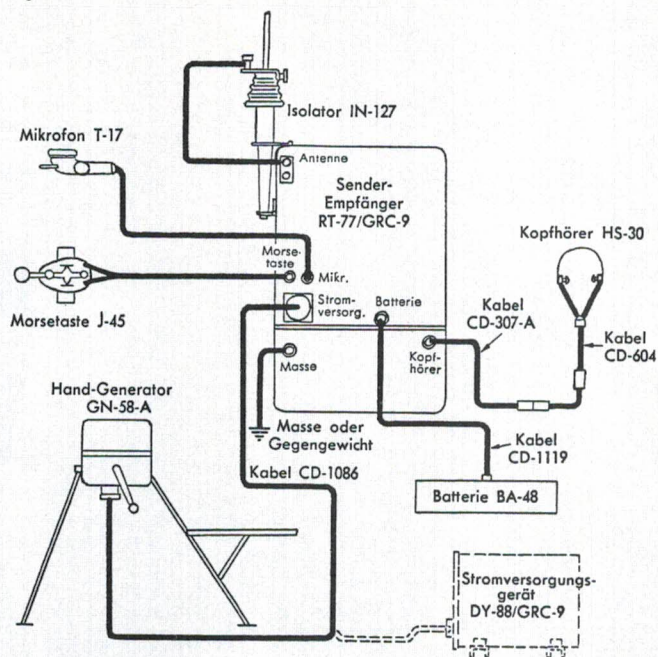 Isolator IN-127
Mikrofon T-17
Antenne
Sender-
Empfänger
RT-77/GRC-9
Kopfhörer HS-30
Morse-
taste
Mikr.
Morsetaste J-45
Strom-
versorg.
Batterie
Kabel
CD-307-A
Kabel
CD-604
Masse
Kopf-
hörer
Hand-Generator
GN-58-A
Masse oder
Gegengewicht
Kabel
CD-1119
Kabel CD-1086
Batterie BA-48
Stromversorgungs-
gerät
DY-88/GRC-9